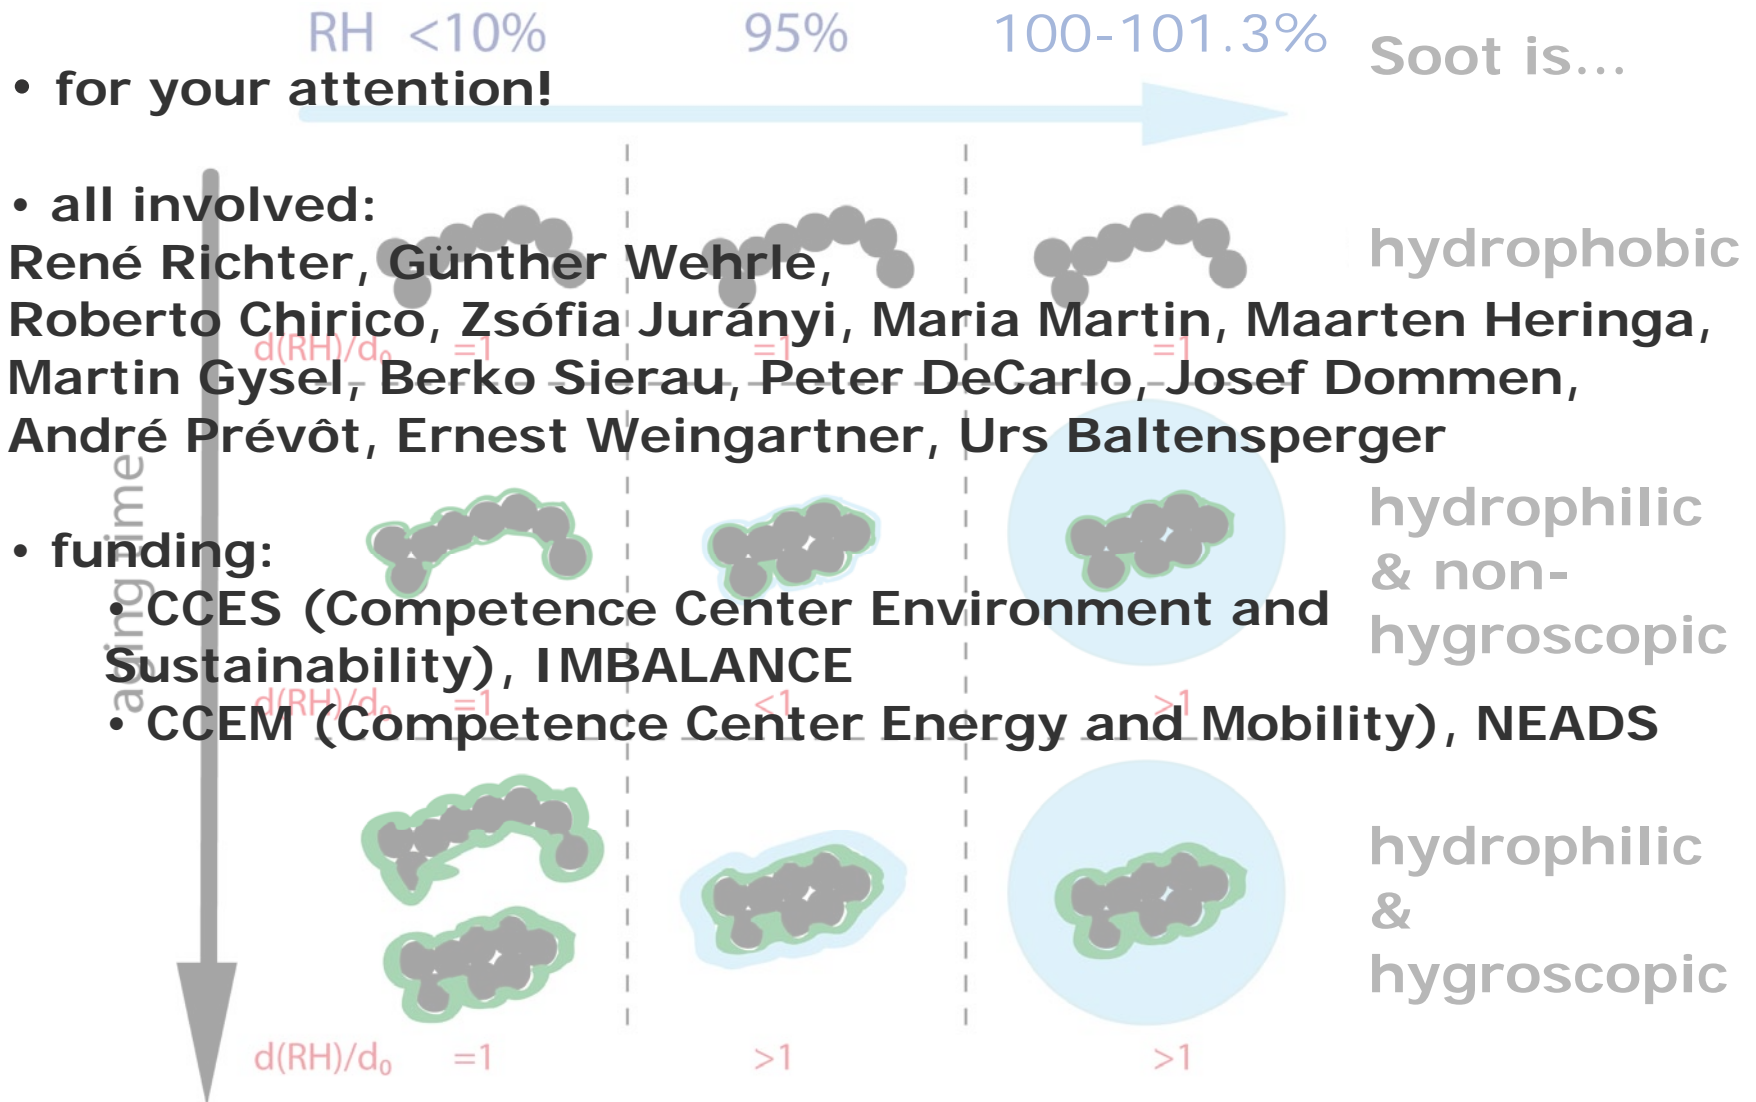 RH <10% 95% 100-101.3% Soot is...
• for your attention!
• all involved:
René Richter, Günther Wehrle,
hydrophobic
Roberto Chirico, Zsófia Jurányi, Maria Martin, Maarten Heringa,
d(RH)/d₀ =1 =1 =1
Martin Gysel, Berko Sierau, Peter DeCarlo, Josef Dommen,
André Prévôt, Ernest Weingartner, Urs Baltensperger
aging time
hydrophilic
& non-
hygroscopic
• funding:
• CCES (Competence Center Environment and
Sustainability), IMBALANCE
d(RH)/d₀ =1 <1 >1
• CCEM (Competence Center Energy and Mobility), NEADS
hydrophilic
&
hygroscopic
d(RH)/d₀ =1 >1 >1